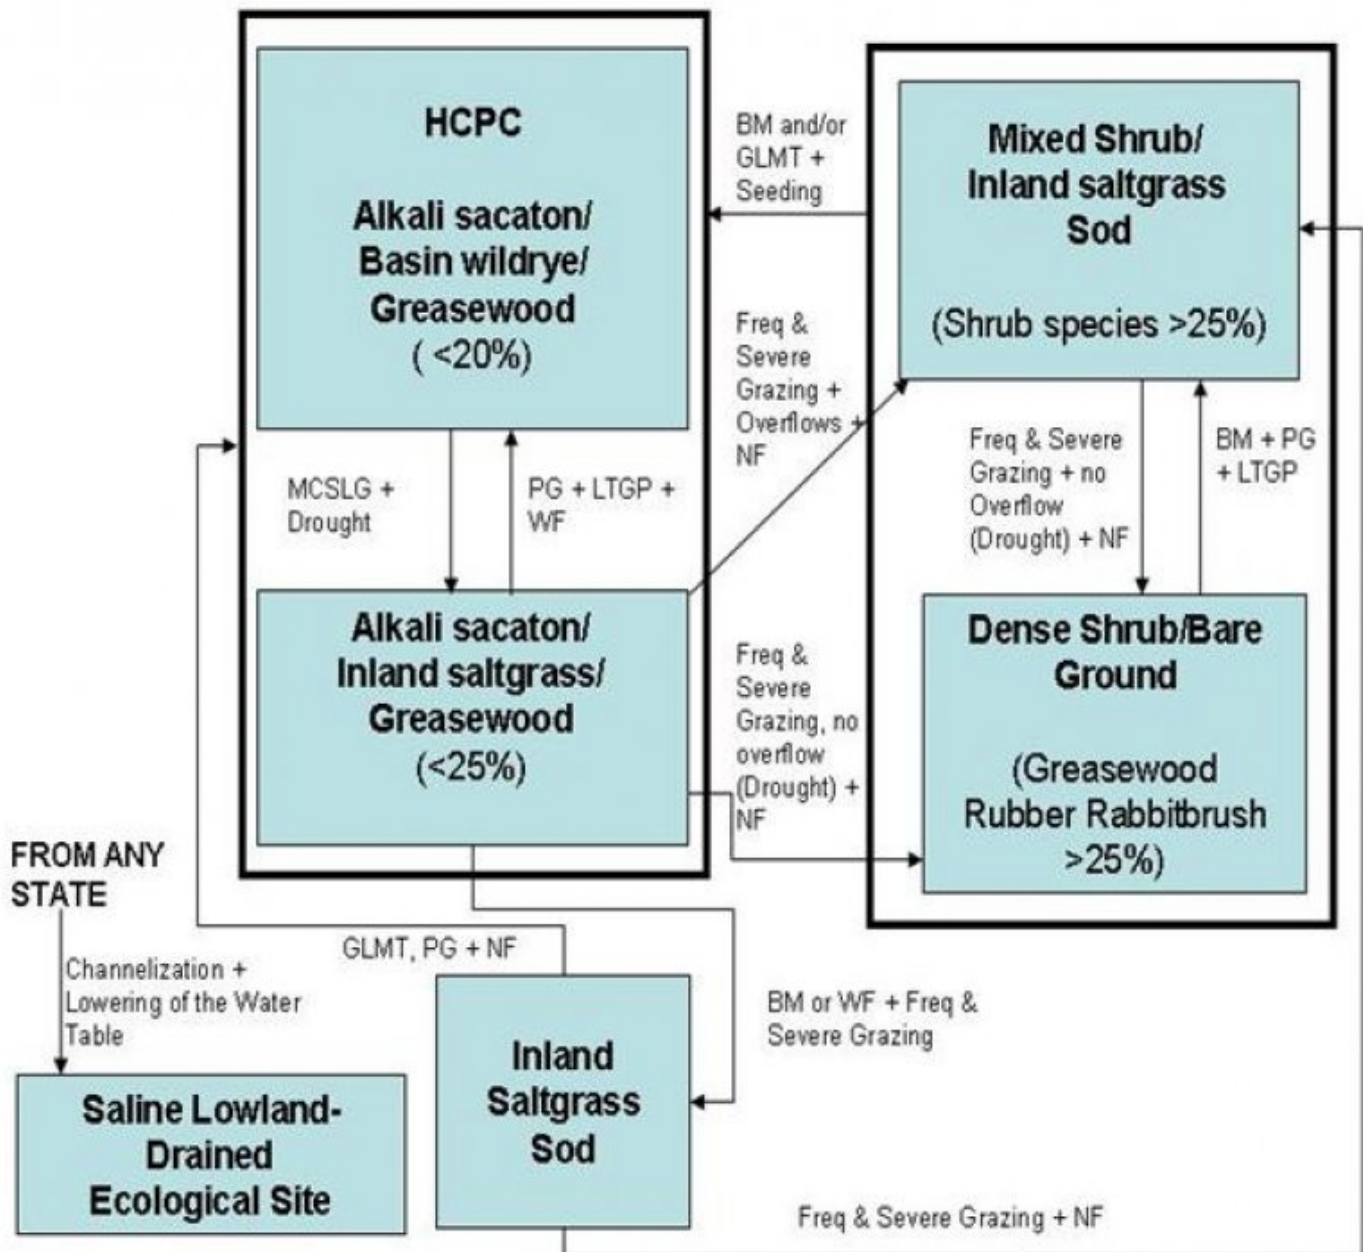 HCPC
Alkali sacaton/
Basin wildrye/
Greasewood
( <20%)
MCSLG +
Drought
PG + LTGP +
WF
Alkali sacaton/
Inland saltgrass/
Greasewood
(<25%)
BM and/or
GLMT +
Seeding
Freq &
Severe
Grazing +
Overflows +
NF
Freq &
Severe
Grazing, no
overflow
(Drought) +
NF
Mixed Shrub/
Inland saltgrass
Sod
(Shrub species >25%)
Freq & Severe
Grazing + no
Overflow
(Drought) + NF
BM + PG
+ LTGP
Dense Shrub/Bare
Ground
(Greasewood
Rubber Rabbitbrush
>25%)
FROM ANY
STATE
Channelization +
Lowering of the Water
Table
Saline Lowland-
Drained
Ecological Site
GLMT, PG + NF
Inland
Saltgrass
Sod
BM or WF + Freq &
Severe Grazing
Freq & Severe Grazing + NF